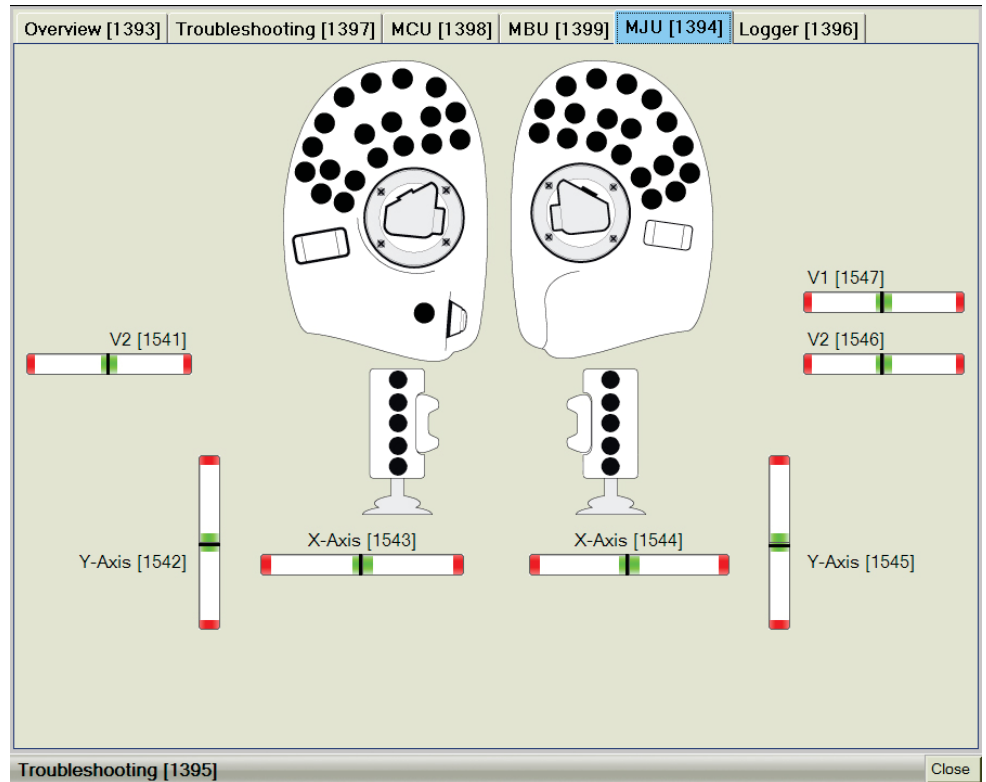 Overview [1393] Troubleshooting [1397] MCU [1398] MBU [1399] MJU [1394] Logger [1396]
V1 [1547]
V2 [1541]
V2 [1546]
X-Axis [1543]
X-Axis [1544]
Y-Axis [1542]
Y-Axis [1545]
Troubleshooting [1395]
Close